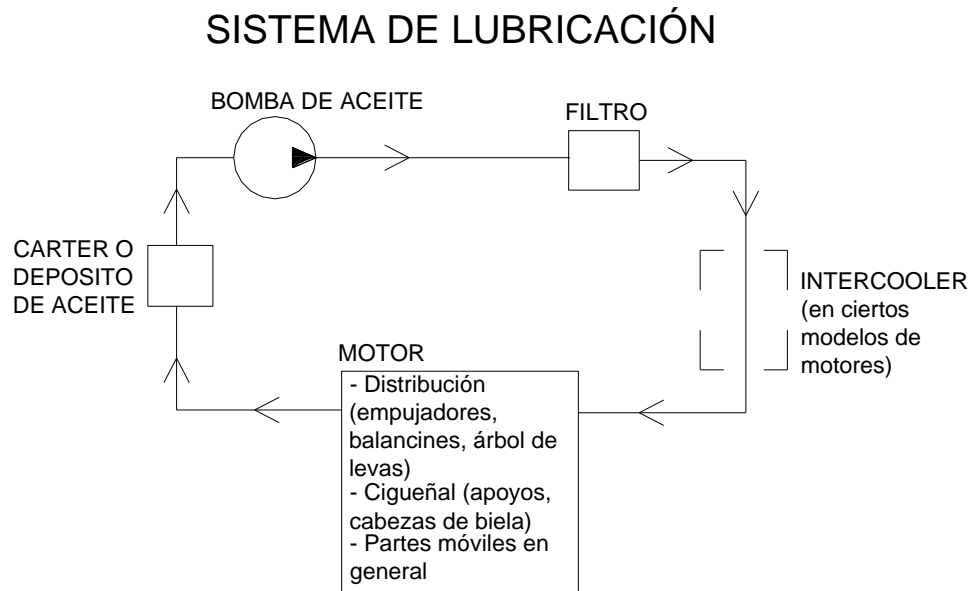 SISTEMA DE LUBRICACIÓN
BOMBA DE ACEITE
FILTRO
CARTER O
DEPOSITO
DE ACEITE
INTERCOOLER
(en ciertos
modelos de
motores)
MOTOR
- Distribución
(empujadores,
balancines, árbol de
levas)
- Cigueñal (apoyos,
cabezas de biela)
- Partes móviles en
general